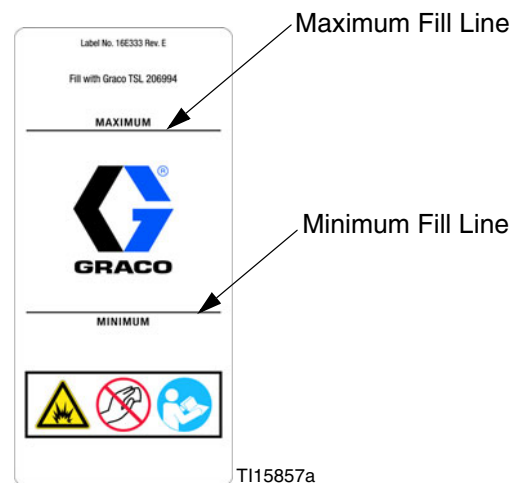 Maximum Fill Line
Label No. 16E333 Rev. E
Fill with Graco TSL 206994
MAXIMUM
®
GRACO
Minimum Fill Line
MINIMUM
TI15857a